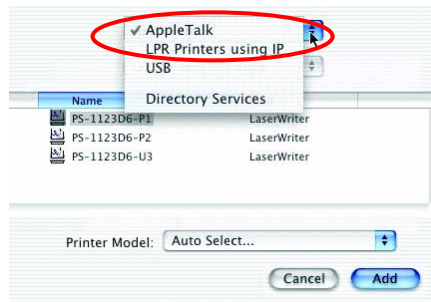 ✓ AppleTalk
LPR Printers using IP
USB
Directory Services
Name
PS-1123D6-P1 LaserWriter
PS-1123D6-P2 LaserWriter
PS-1123D6-U3 LaserWriter
Printer Model: Auto Select...
Cancel Add